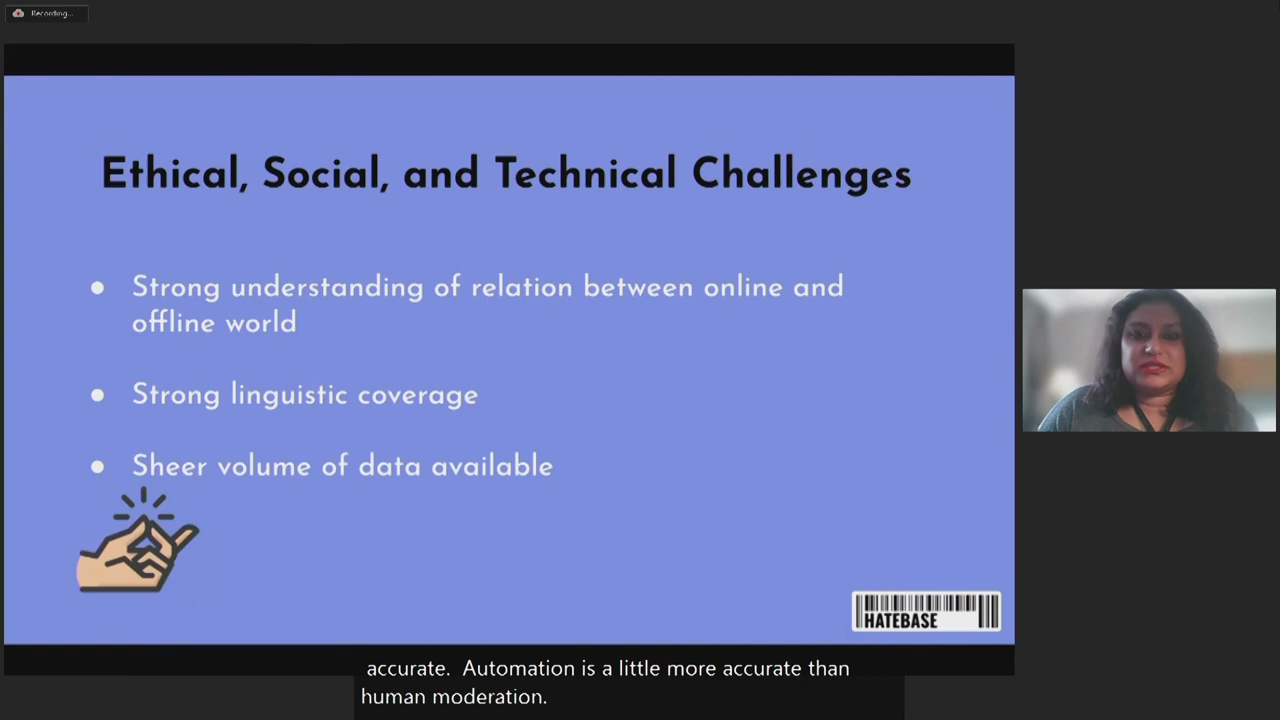 Recording...
Ethical, Social, and Technical Challenges
● Strong understanding of relation between online and
offline world
● Strong linguistic coverage
● Sheer volume of data available
HATEBASE
accurate. Automation is a little more accurate than
human moderation.